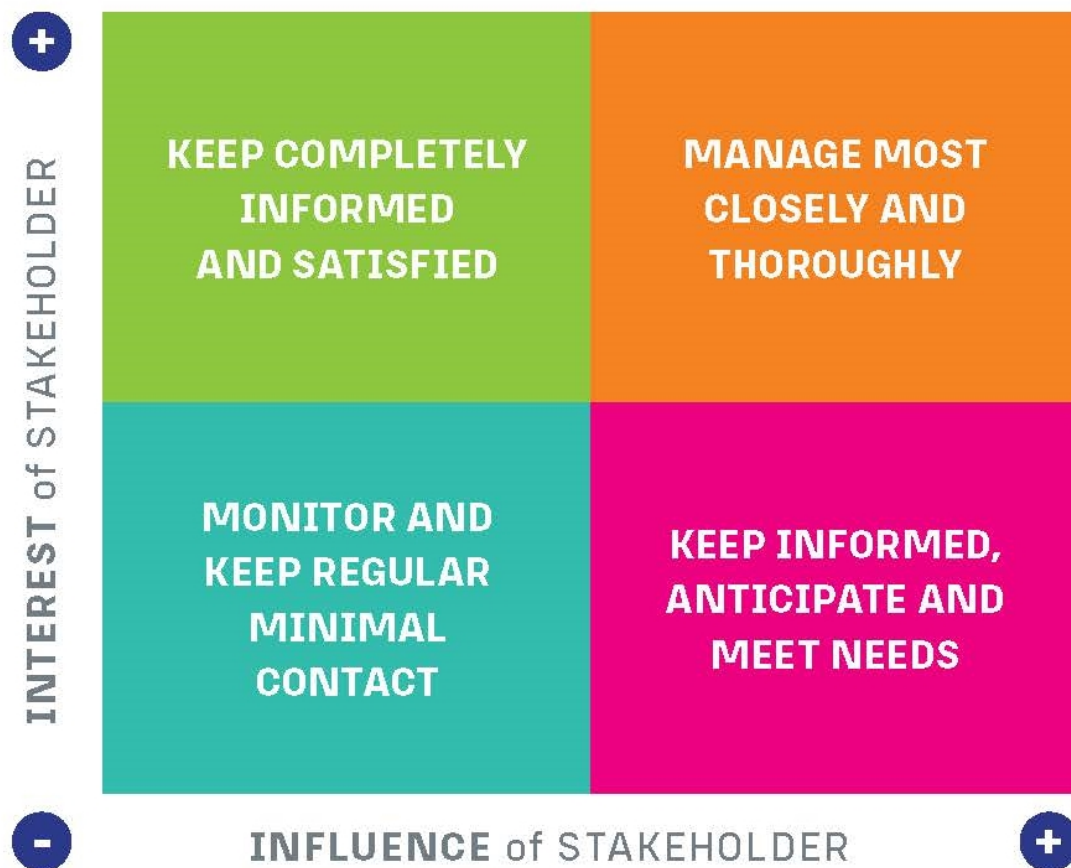 +
INTEREST of STAKEHOLDER
KEEP COMPLETELY
INFORMED
AND SATISFIED
MANAGE MOST
CLOSELY AND
THOROUGHLY
MONITOR AND
KEEP REGULAR
MINIMAL
CONTACT
KEEP INFORMED,
ANTICIPATE AND
MEET NEEDS
-
INFLUENCE of STAKEHOLDER
+